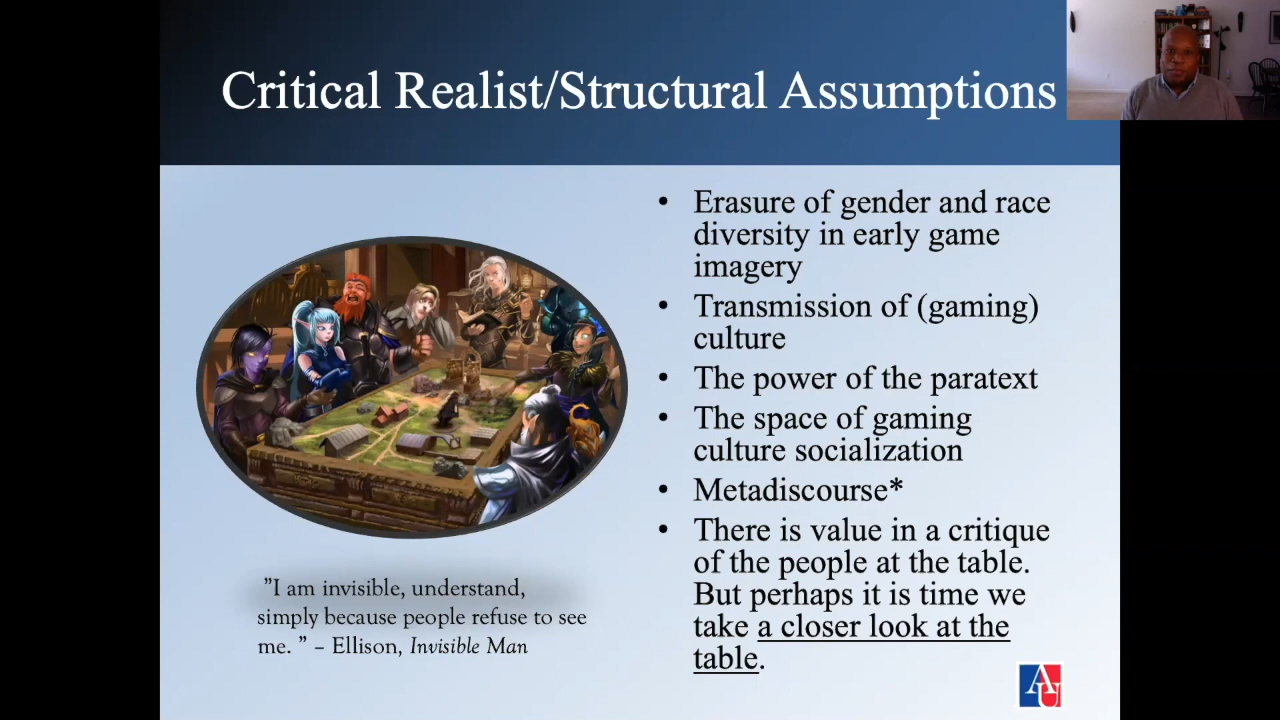 Critical Realist/Structural Assumptions
• Erasure of gender and race
diversity in early game
imagery
• Transmission of (gaming)
culture
• The power of the paratext
• The space of gaming
culture socialization
• Metadiscourse*
• There is value in a critique
of the people at the table.
But perhaps it is time we
take a closer look at the
table.
”I am invisible, understand,
simply because people refuse to see
me. ” – Ellison, Invisible Man
AU